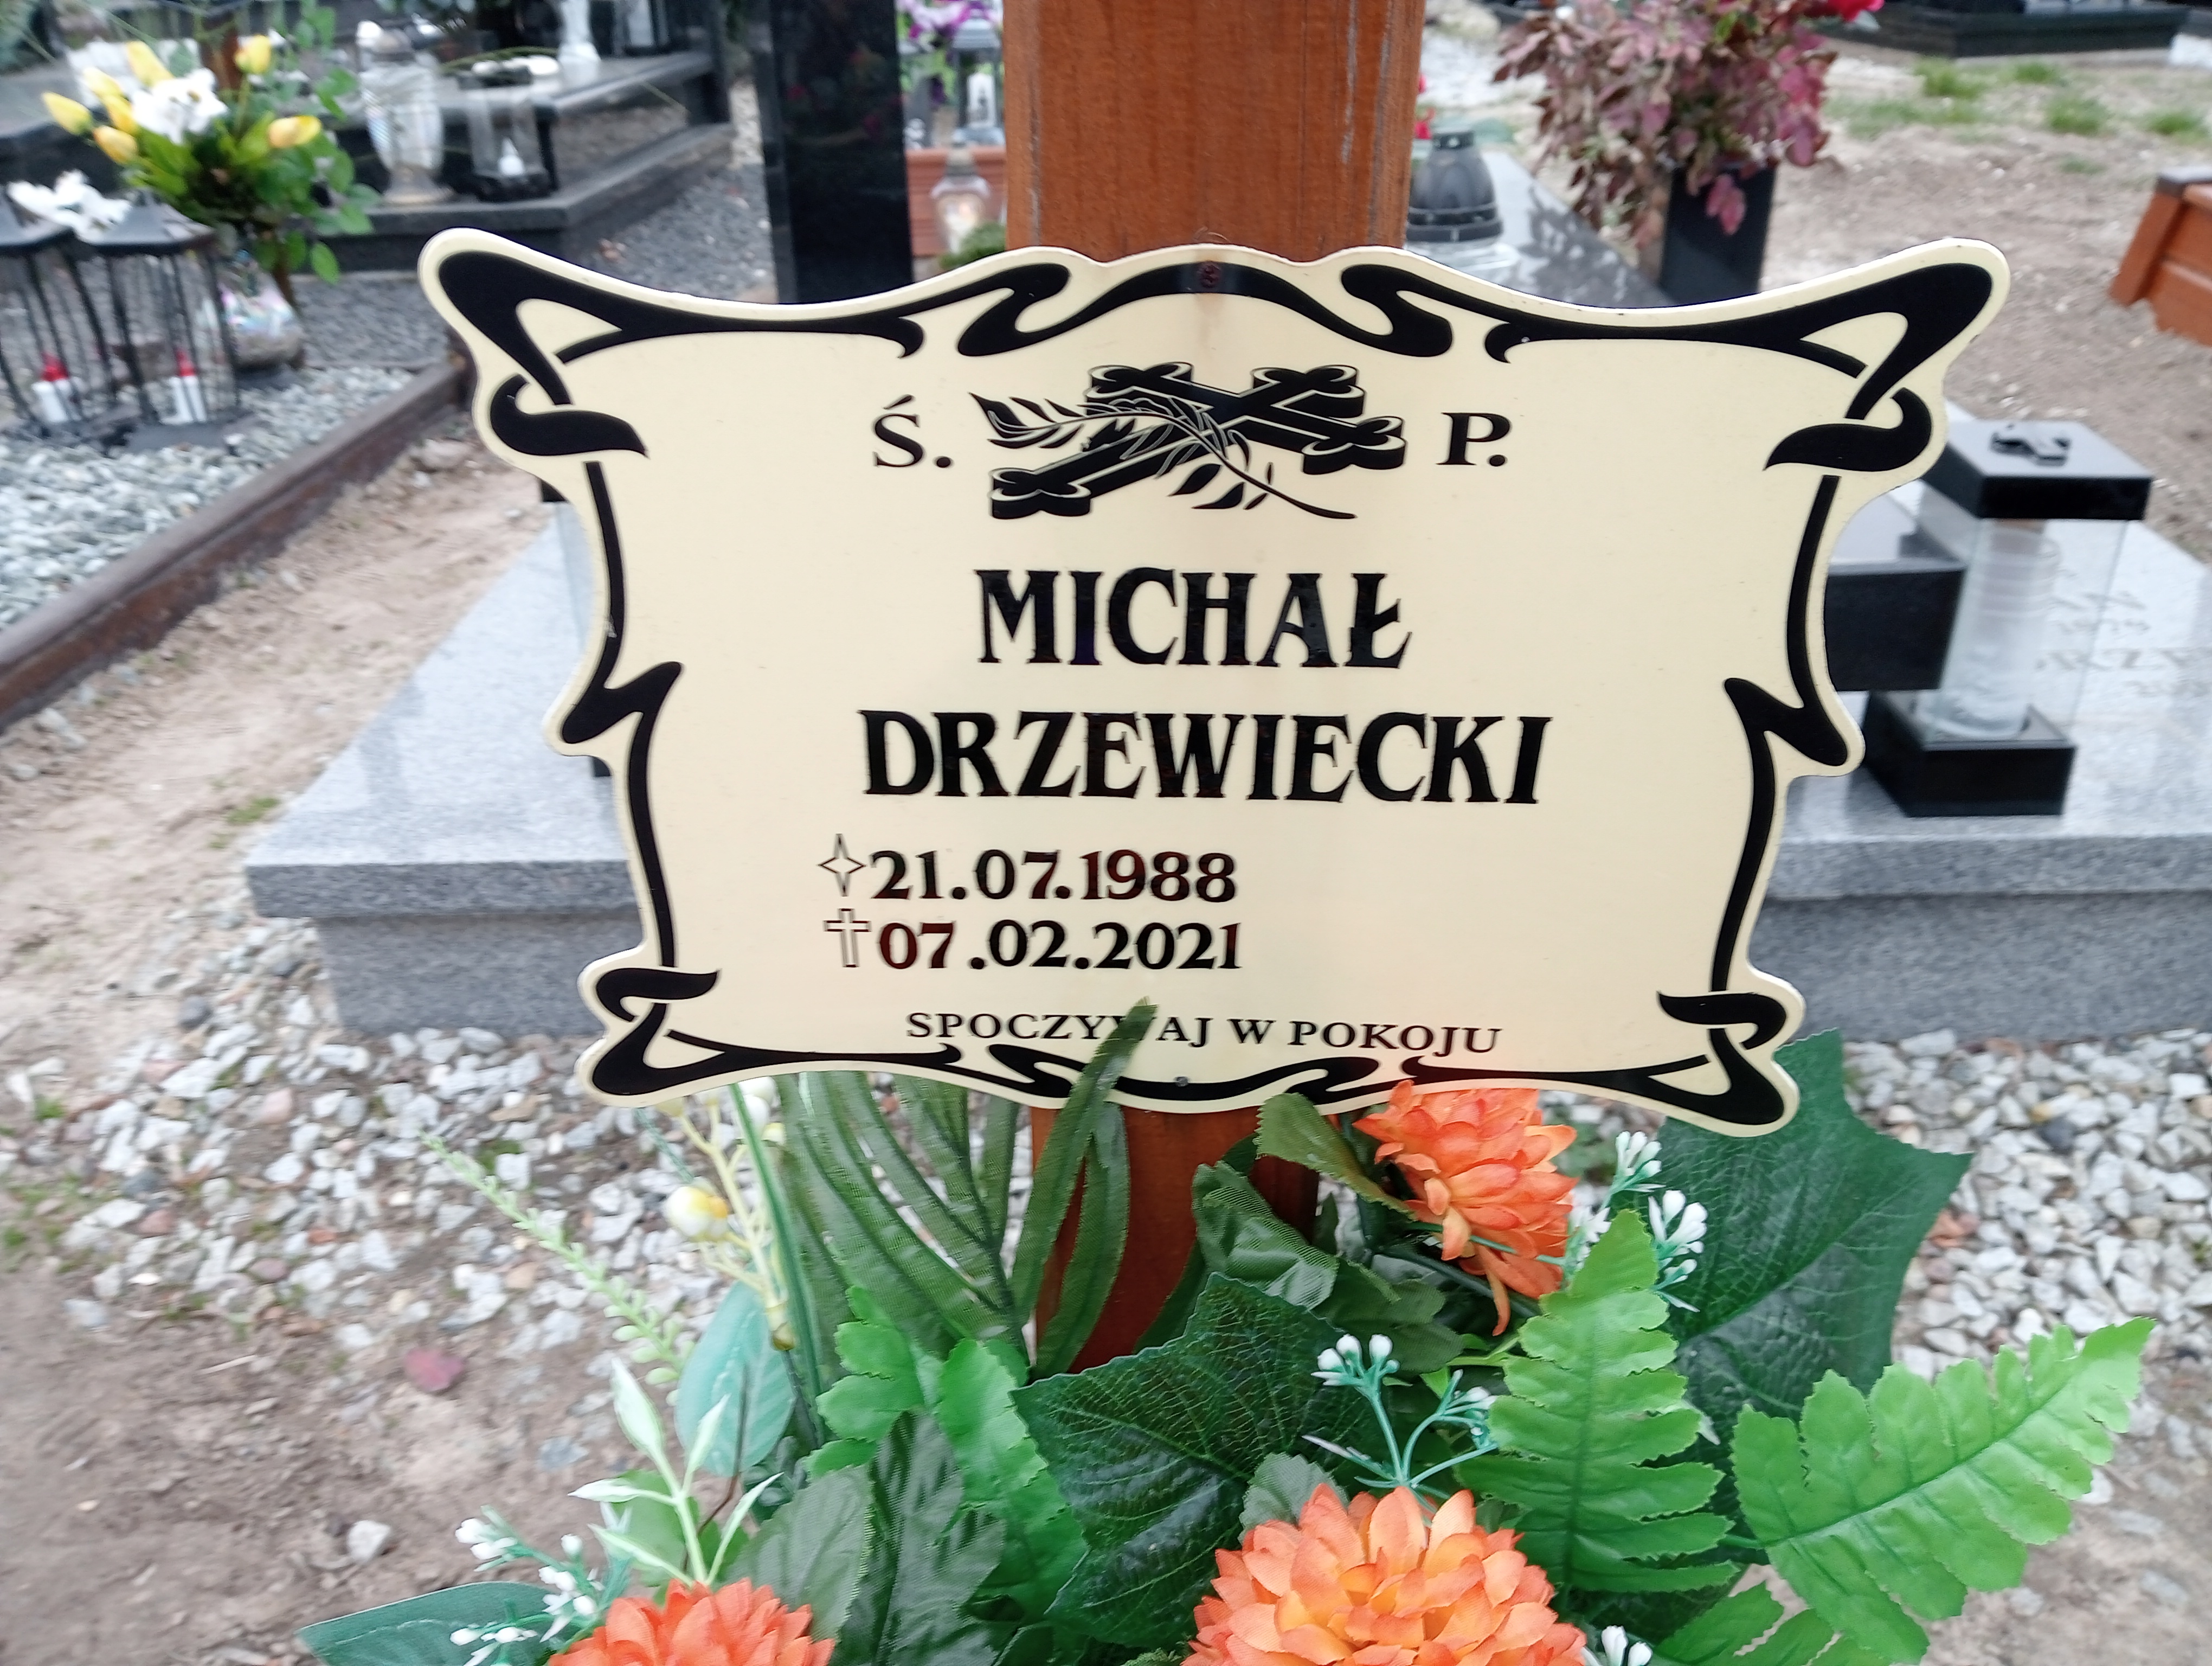 Ś. P.
MICHAŁ
DRZEWIECKI
21.07.1988
07.02.2021
SPOCZYWAJ W POKOJU